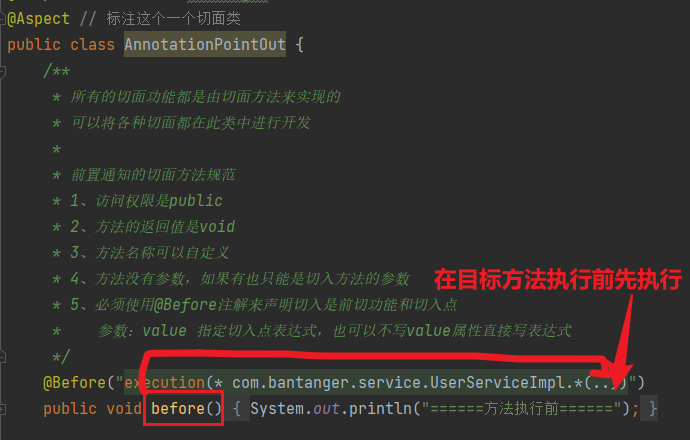 @Aspect // 标注这个一个切面类
public class AnnotationPointOut {
/**
* 所有的切面功能都是由切面方法来实现的
* 可以将各种切面都在此类中进行开发
*
* 前置通知的切面方法规范
* 1、访问权限是public
* 2、方法的返回值是void
* 3、方法名称可以自定义
* 4、方法没有参数，如果有也只能是切入方法的参数
在目标方法执行前先执行
* 5、必须使用@Before注解来声明切入是前切功能和切入点
* 参数：value 指定切入点表达式，也可以不写value属性直接写表达式
*/
@Before("execution(* com.bantanger.service.UserServiceImpl.*(..))")
public void before() { System.out.println("======方法执行前======"); }